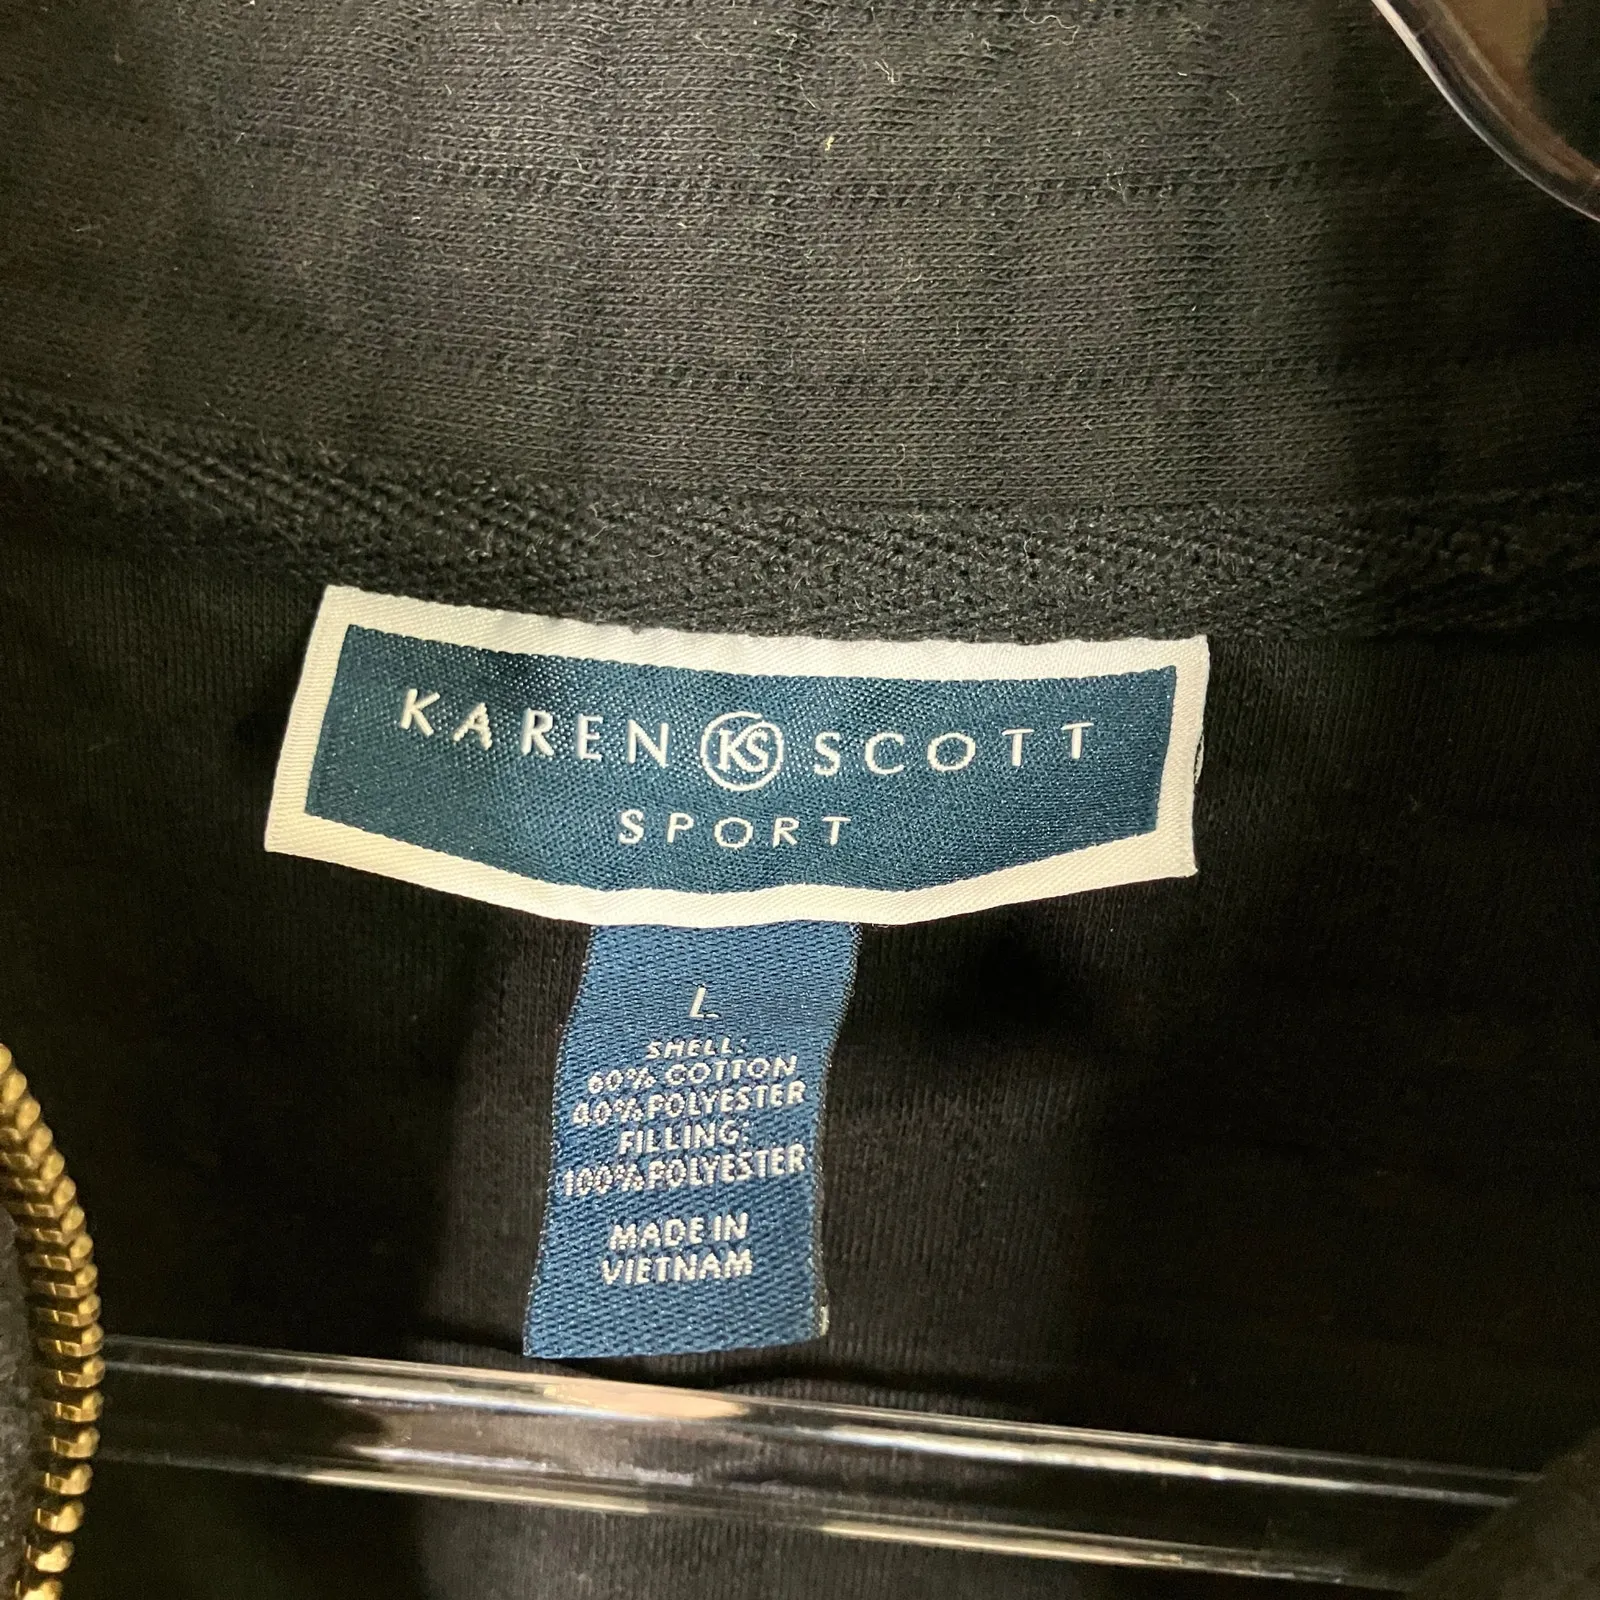 KAREN KS SCOTT
SPORT
L
SHELL:
60% COTTON
40% POLYESTER
FILLING:
100% POLYESTER
MADE IN
VIETNAM